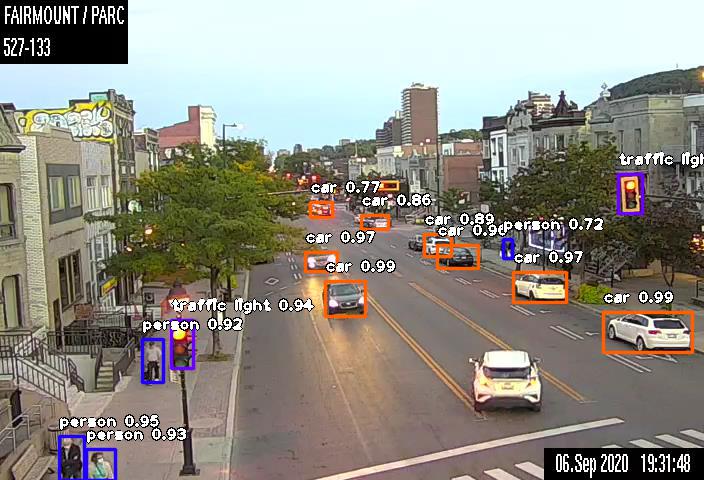 FAIRMOUNT / PARC
527-133
traffic ligh
car 0.77
car 0.86
car 0.89
person 0.72
car 0.96
car 0.97
car 0.97
car 0.99
car 0.99
traffic light 0.94
person 0.92
person 0.95
person 0.93
06.Sep 2020 19:31:48